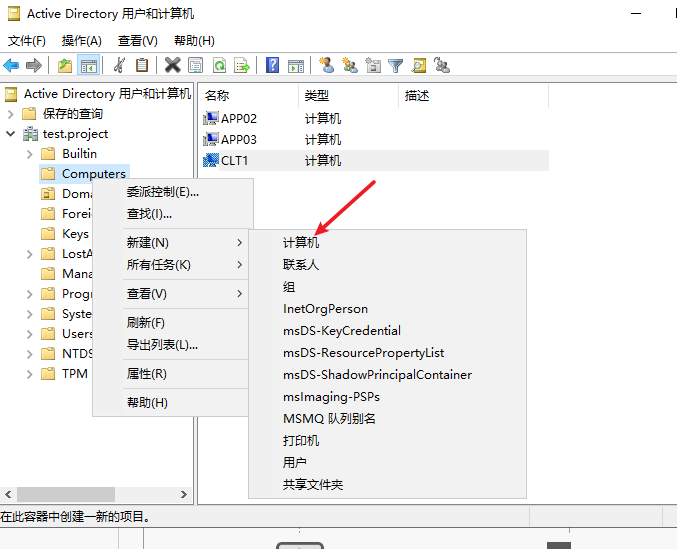 Active Directory 用户和计算机
文件(F) 操作(A) 查看(V) 帮助(H)
Active Directory 用户和计算机
保存的查询
test.project
Builtin
Computers
Doma
Forei
Keys
LostA
Mana
Progr
Syste
Users
NTDS
TPM
名称 类型 描述
APP02 计算机
APP03 计算机
CLT1 计算机
委派控制(E)...
查找(I)...
新建(N)
所有任务(K)
查看(V)
刷新(F)
导出列表(L)...
属性(R)
帮助(H)
计算机
联系人
组
InetOrgPerson
msDS-KeyCredential
msDS-ResourcePropertyList
msDS-ShadowPrincipalContainer
msImaging-PSPs
MSMQ 队列别名
打印机
用户
共享文件夹
在此容器中创建一新的项目。